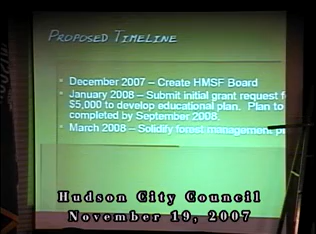 Proposed Timeline
December 2007 – Create HMSF Board
January 2008 – Submit initial grant request f
$5,000 to develop educational plan. Plan to
completed by September 2008.
March 2008 – Solidify forest management p
Hudson City Council
November 19, 2007